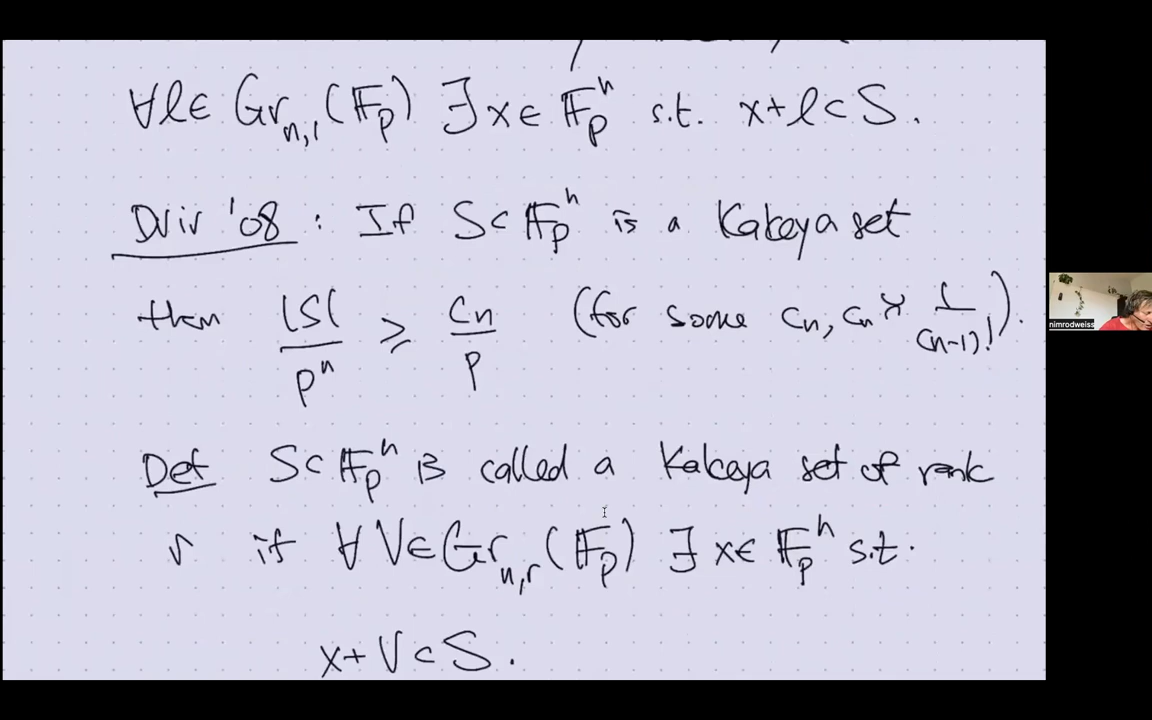 ∀ℓ∈ Gr_{n,1}(𝔽_p) ∃x∈ 𝔽_p^n s.t. x+ℓ⊂S.
Dvir '08 : If S⊂𝔽_p^n is a Kakeya set
then |S|/p^n ≥ c_n/p (for some c_n, c_n ≍ 1/(n-1)!).
Def S⊂𝔽_p^n is called a Kakeya set of rank
r if ∀V∈Gr_{n,r}(𝔽_p) ∃ x∈ 𝔽_p^n s.t.
x+V⊂S.
nimrodweiss